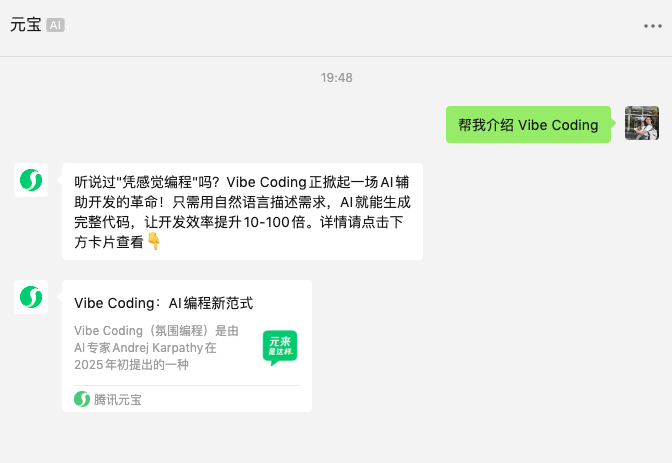 元宝 AI
19:48
帮我介绍 Vibe Coding
听说过"凭感觉编程"吗？Vibe Coding正掀起一场AI辅
助开发的革命！只需用自然语言描述需求，AI就能生成
完整代码，让开发效率提升10-100倍。详情请点击下
方卡片查看👇
Vibe Coding：AI编程新范式
Vibe Coding（氛围编程）是由
AI专家Andrej Karpathy在
2025年初提出的一种
元来
是这样.
腾讯元宝